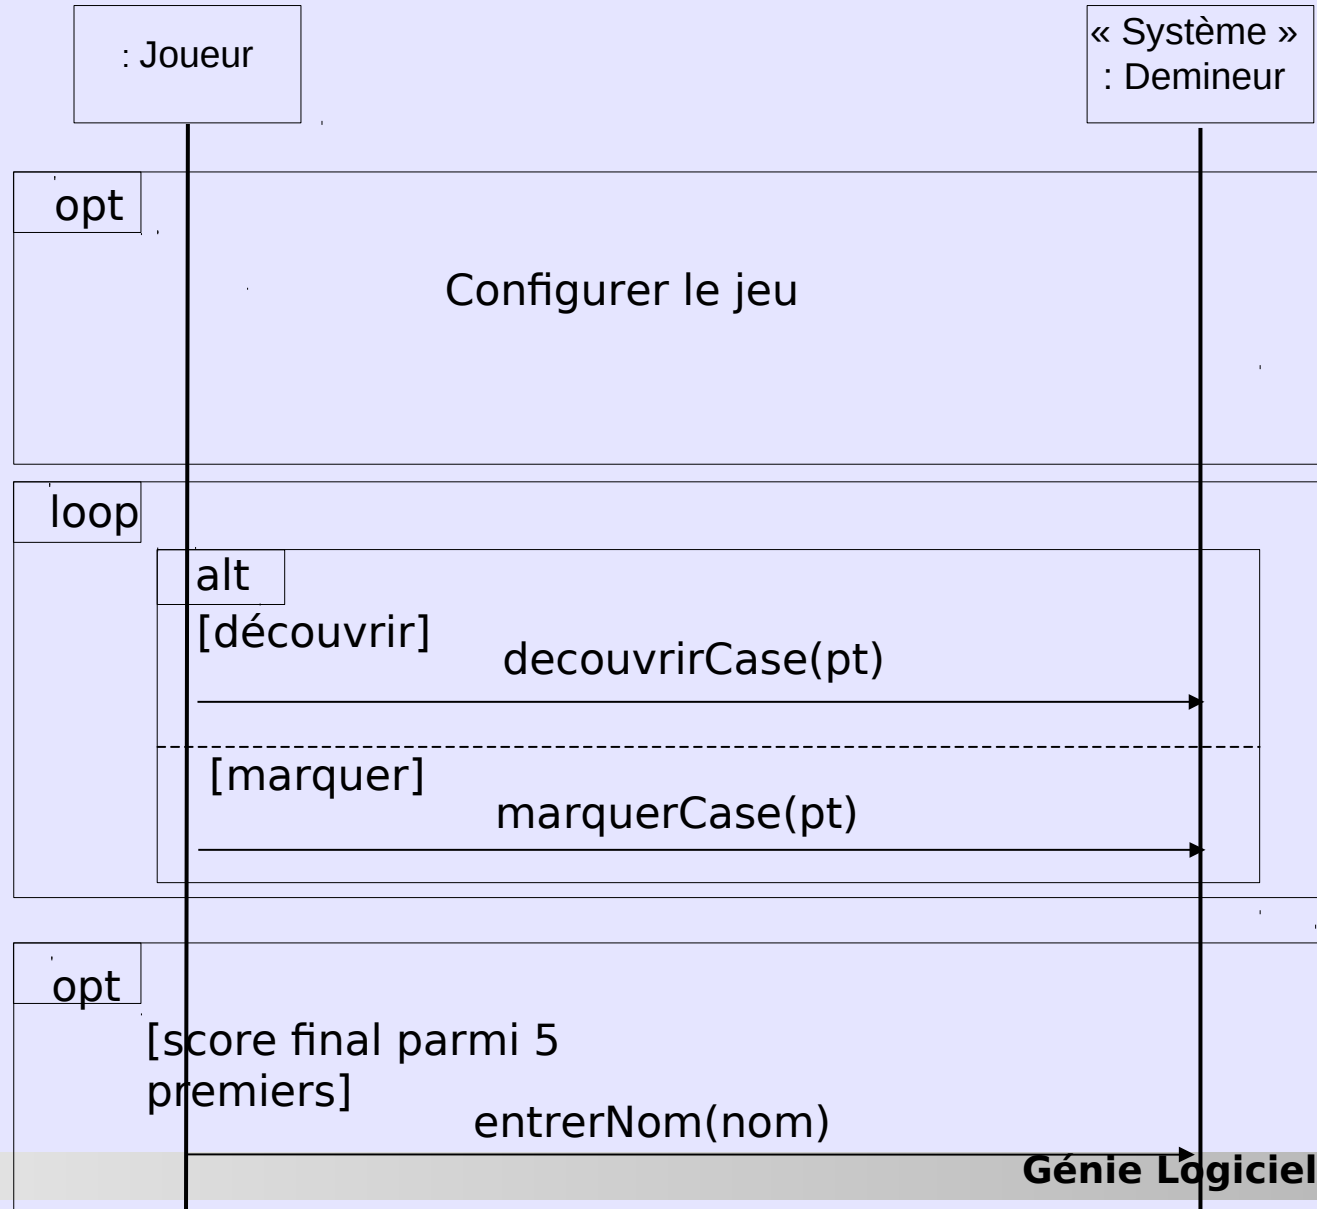 : Joueur
« Système »
: Demineur
opt
Configurer le jeu
loop
alt
[découvrir]
decouvrirCase(pt)
[marquer]
marquerCase(pt)
opt
[score final parmi 5
premiers]
entrerNom(nom)
Génie Logiciel